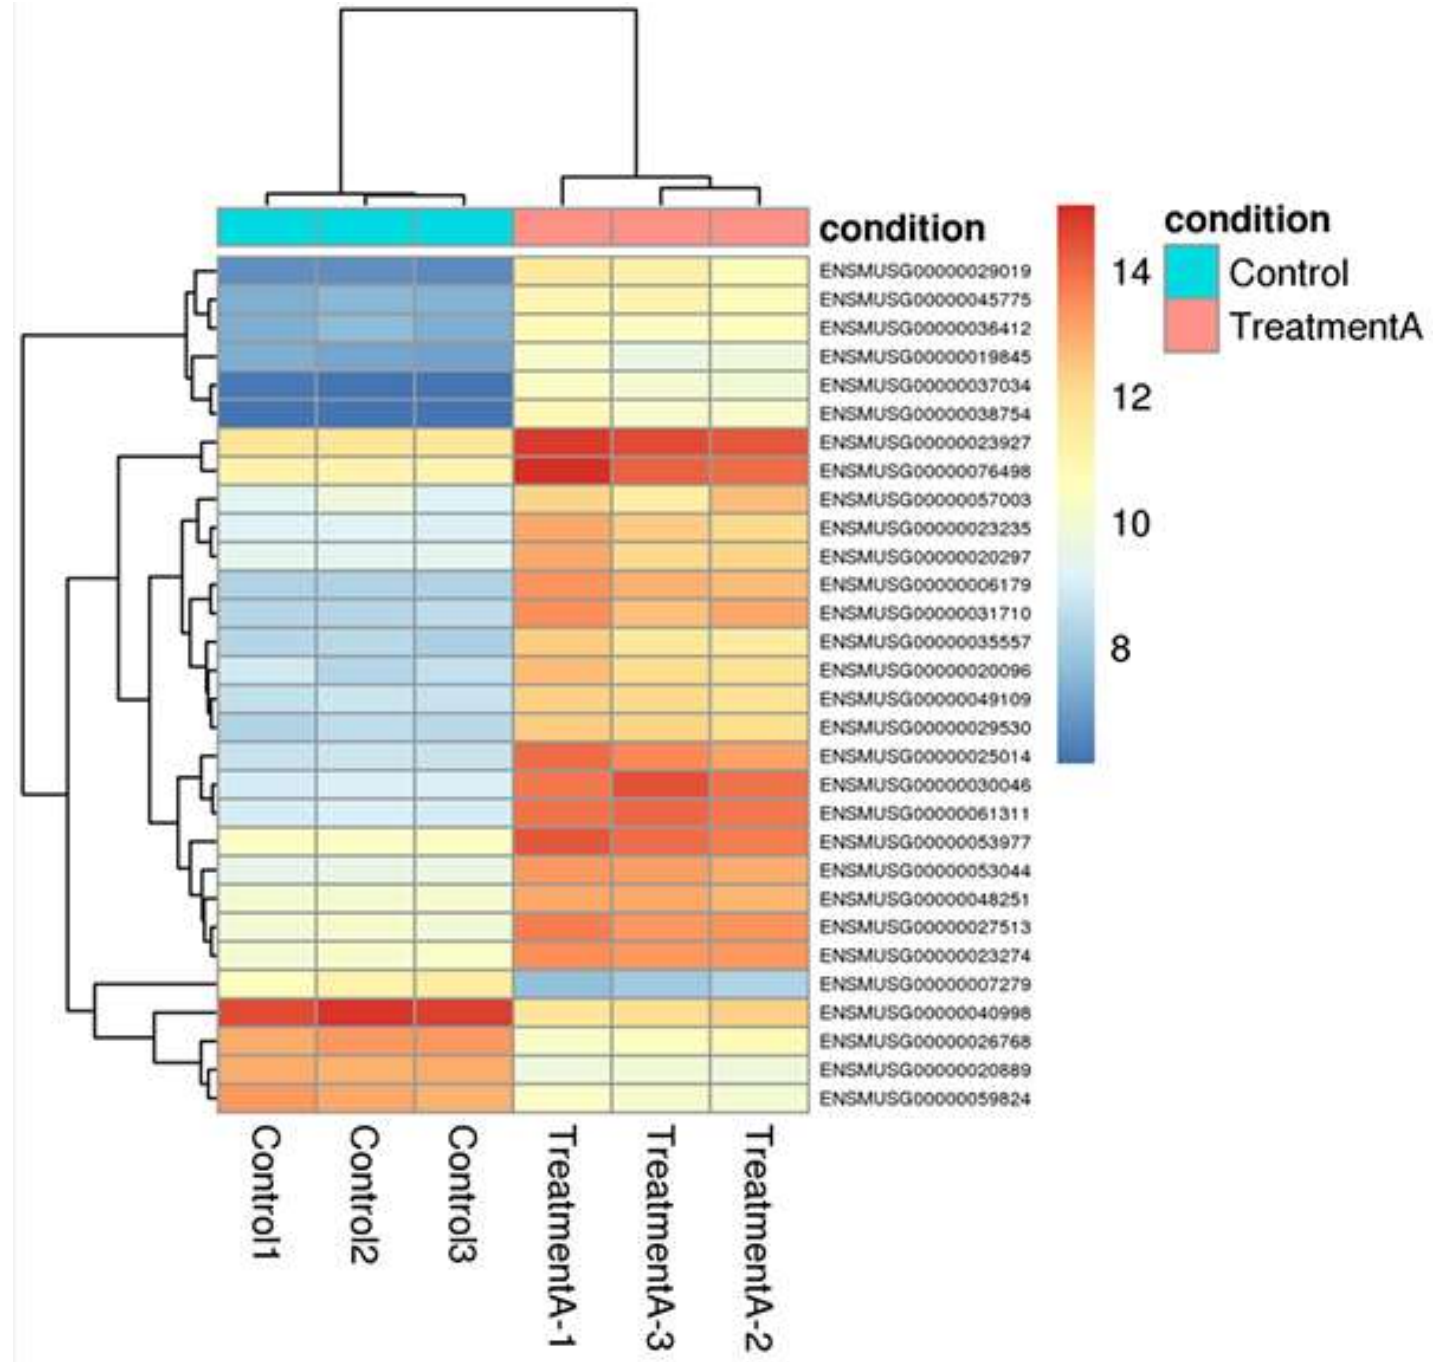 condition
ENSMUSG00000029019
ENSMUSG00000045775
ENSMUSG00000036412
ENSMUSG00000019845
ENSMUSG00000037034
ENSMUSG00000038754
ENSMUSG00000023927
ENSMUSG00000076498
ENSMUSG00000057003
ENSMUSG00000023235
ENSMUSG00000020297
ENSMUSG00000006179
ENSMUSG00000031710
ENSMUSG00000035557
ENSMUSG00000020096
ENSMUSG00000049109
ENSMUSG00000029530
ENSMUSG00000025014
ENSMUSG00000030046
ENSMUSG00000061311
ENSMUSG00000053977
ENSMUSG00000053044
ENSMUSG00000048251
ENSMUSG00000027513
ENSMUSG00000023274
ENSMUSG00000007279
ENSMUSG00000040998
ENSMUSG00000026768
ENSMUSG00000020889
ENSMUSG00000059824
14
12
10
8
condition
Control
TreatmentA
Control1
Control2
Control3
TreatmentA-1
TreatmentA-3
TreatmentA-2